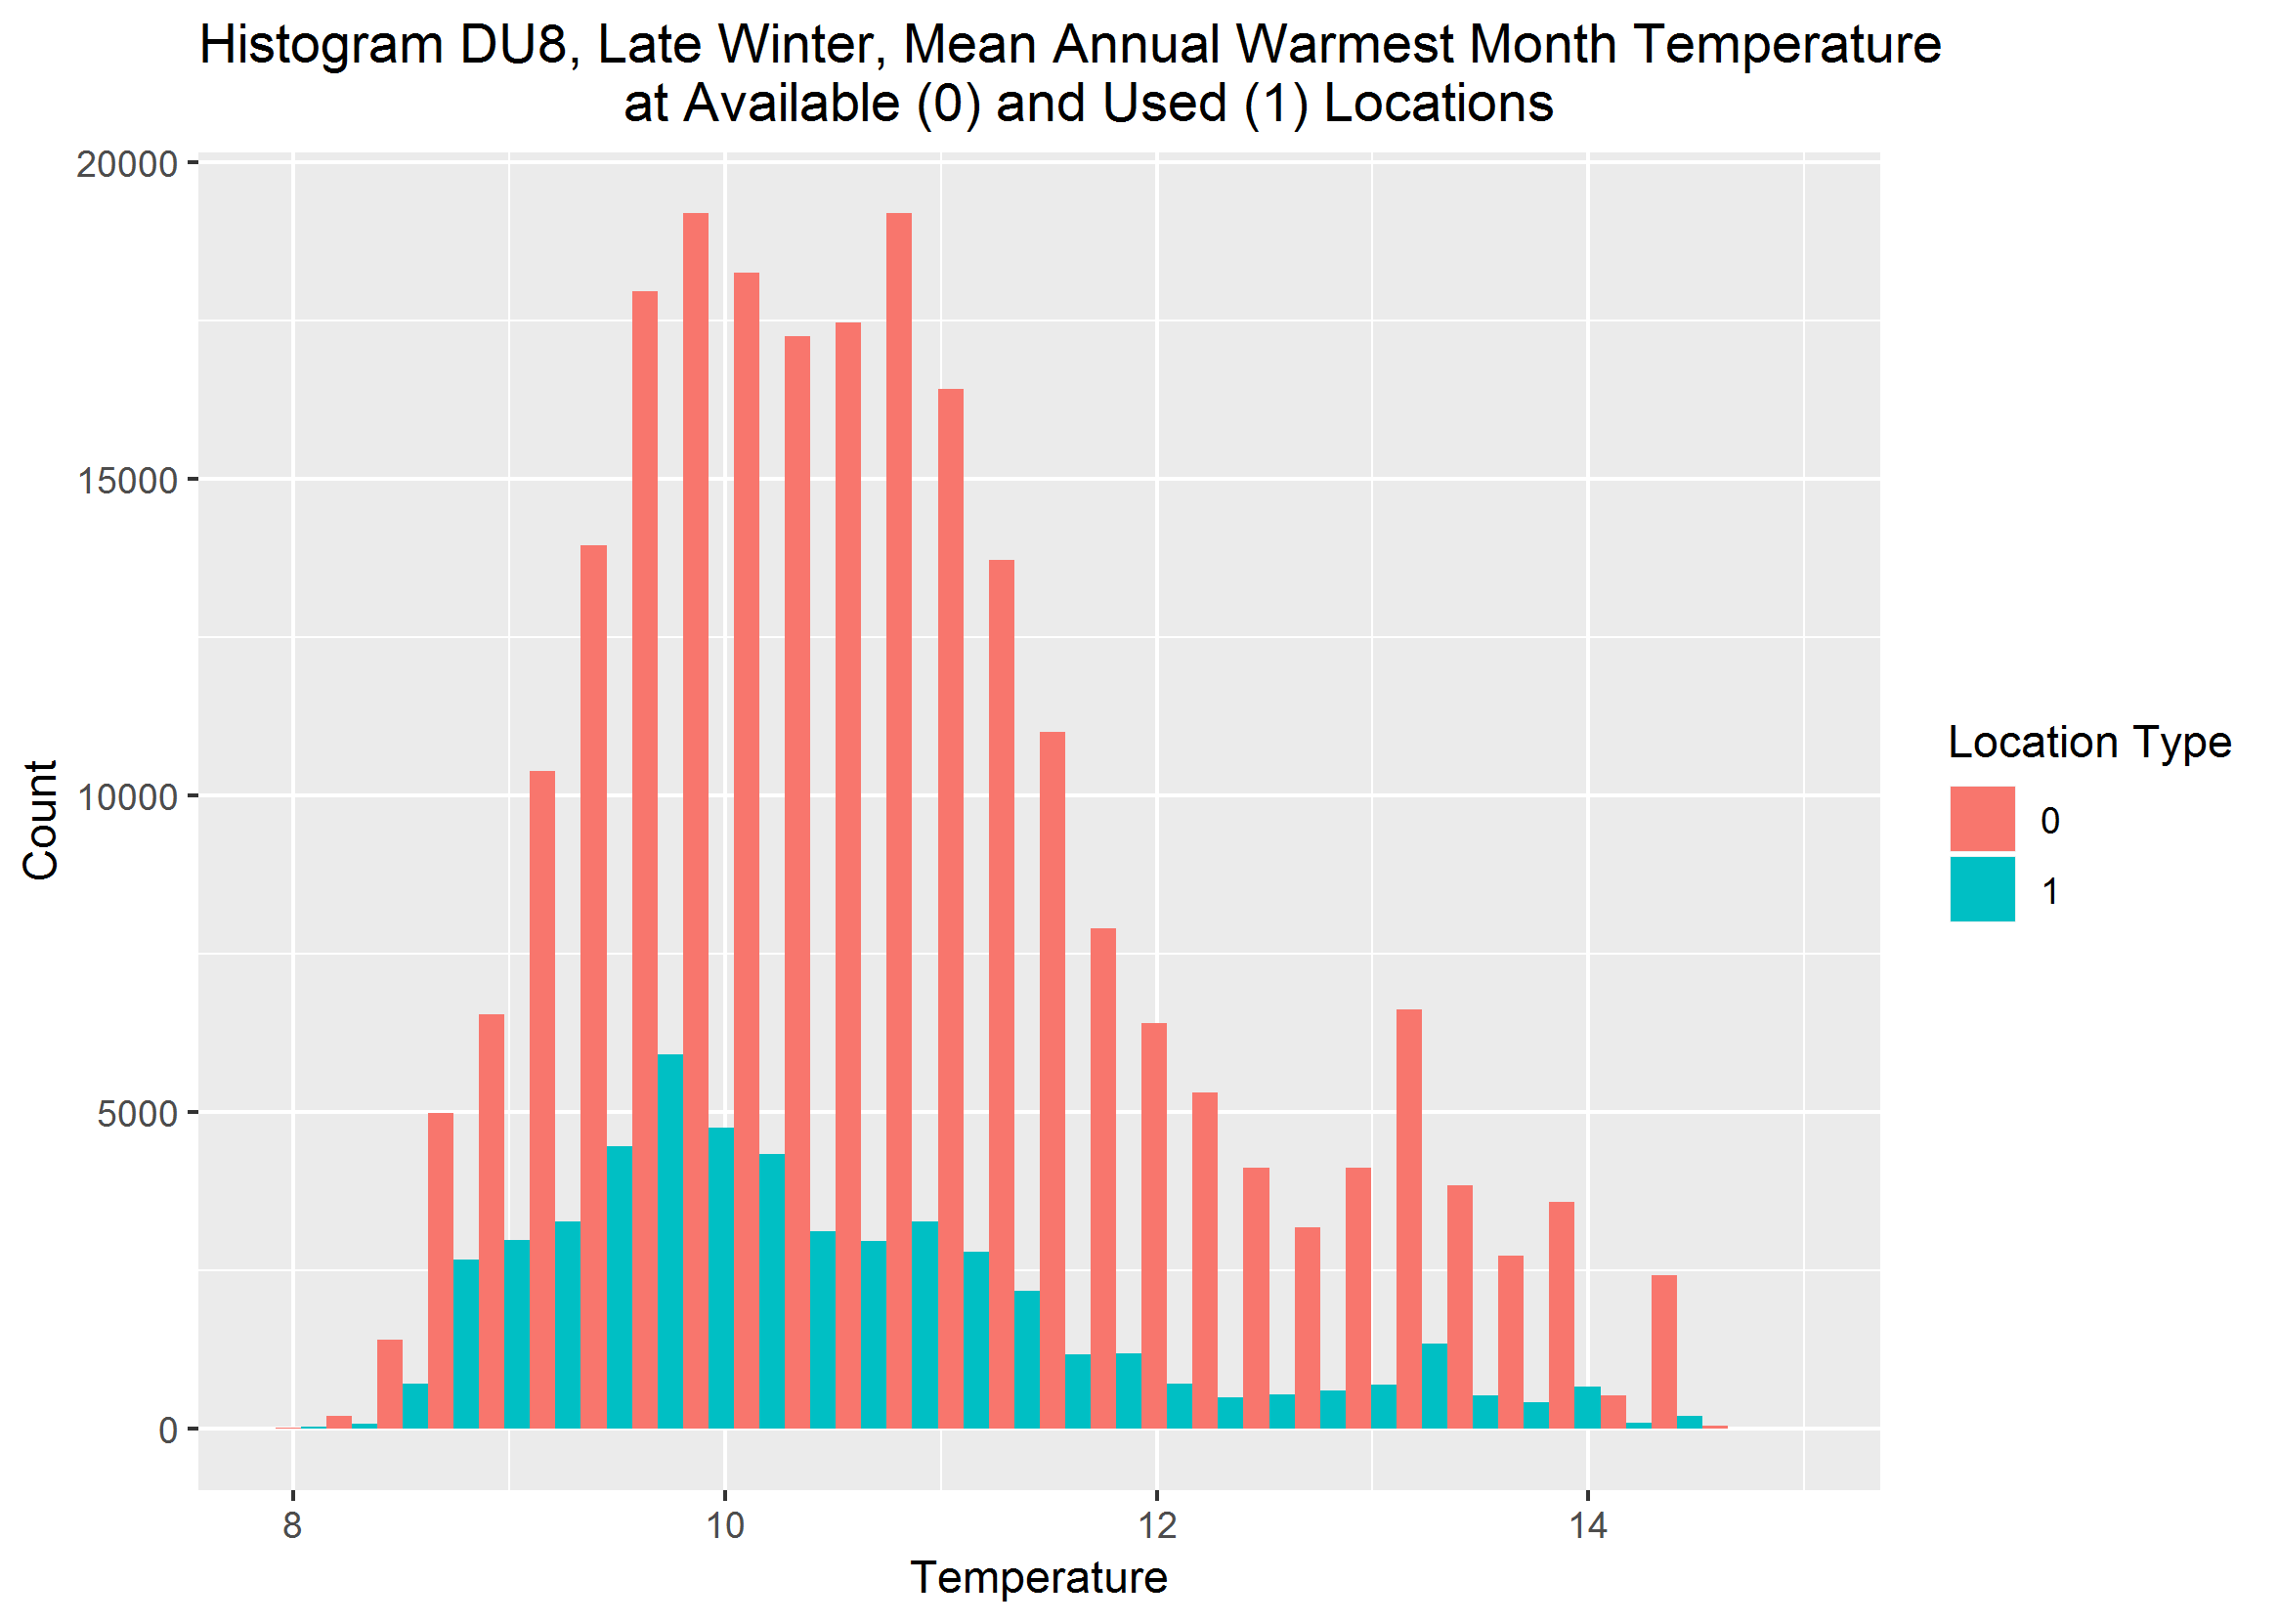 Histogram DU8, Late Winter, Mean Annual Warmest Month Temperature
at Available (0) and Used (1) Locations
20000
15000
10000
5000
0
Count
8
10
12
14
Temperature
Location Type
0
1